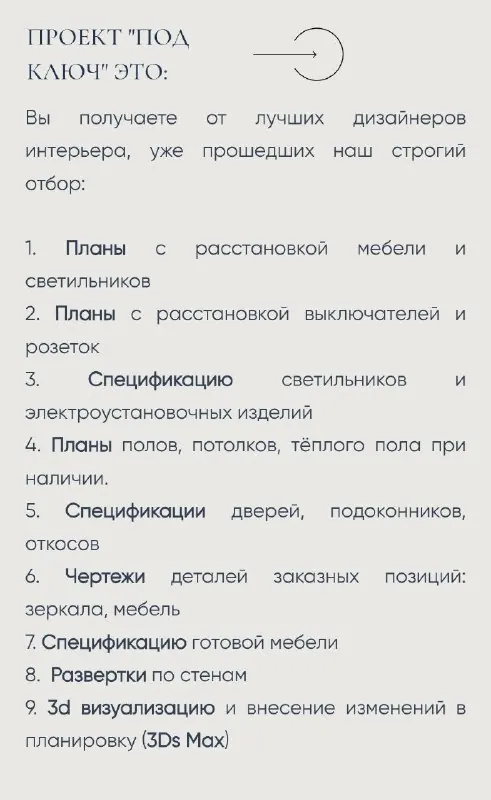 ПРОЕКТ "ПОД
КЛЮЧ" ЭТО:
Вы получаете от лучших дизайнеров
интерьера, уже прошедших наш строгий
отбор:
1. Планы с расстановкой мебели и
светильников
2. Планы с расстановкой выключателей и
розеток
3. Спецификацию светильников и
электроустановочных изделий
4. Планы полов, потолков, тёплого пола при
наличии.
5. Спецификации дверей, подоконников,
откосов
6. Чертежи деталей заказных позиций:
зеркала, мебель
7. Спецификацию готовой мебели
8. Развертки по стенам
9. 3d визуализацию и внесение изменений в
планировку (3Ds Max)